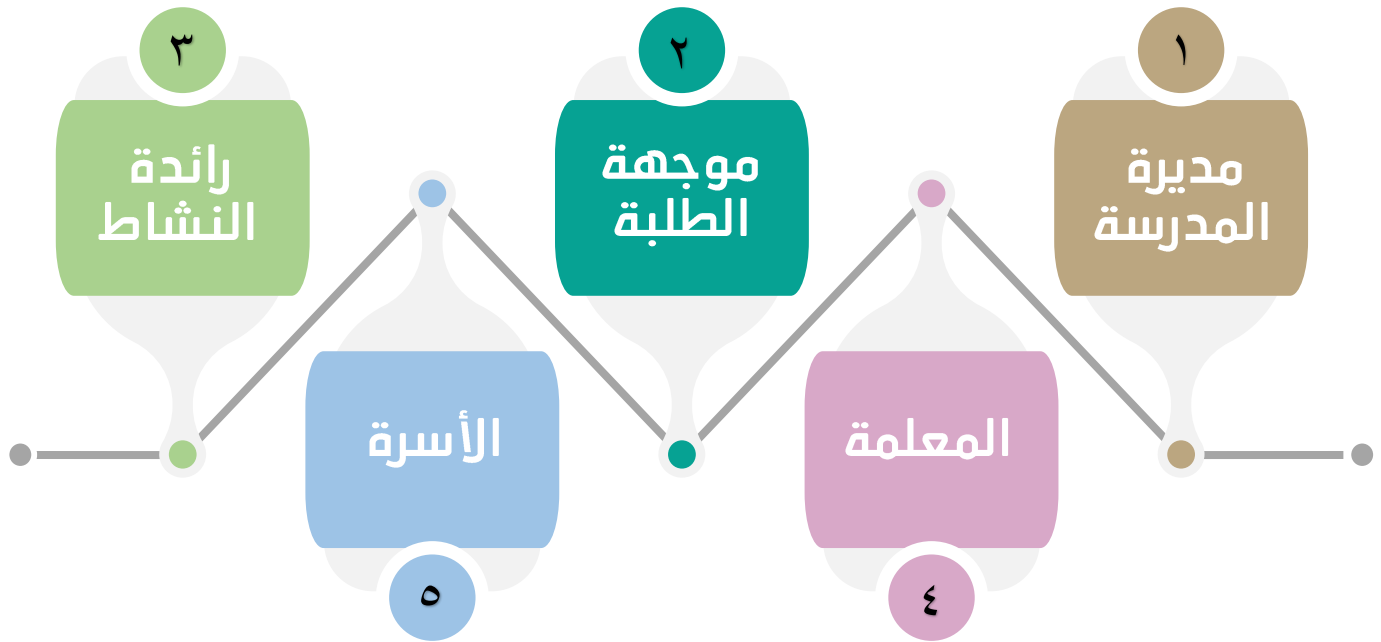 ١
مديرة
المدرسة
٢
موجهة
الطلبة
٣
رائدة
النشاط
المعلمة
٤
الأسرة
٥